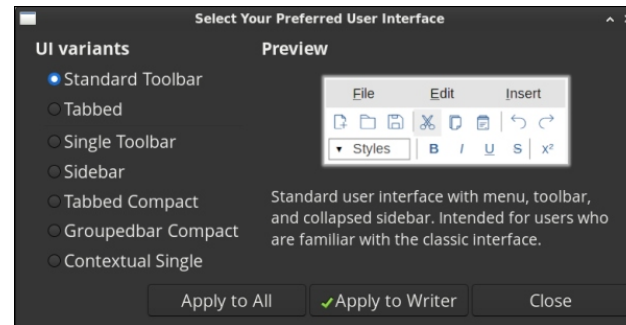 Select Your Preferred User Interface
UI variants
Standard Toolbar
Tabbed
Single Toolbar
Sidebar
Tabbed Compact
Groupedbar Compact
Contextual Single
Preview
File Edit Insert
Styles B I U S X²
Standard user interface with menu, toolbar,
and collapsed sidebar. Intended for users who
are familiar with the classic interface.
Apply to All Apply to Writer Close